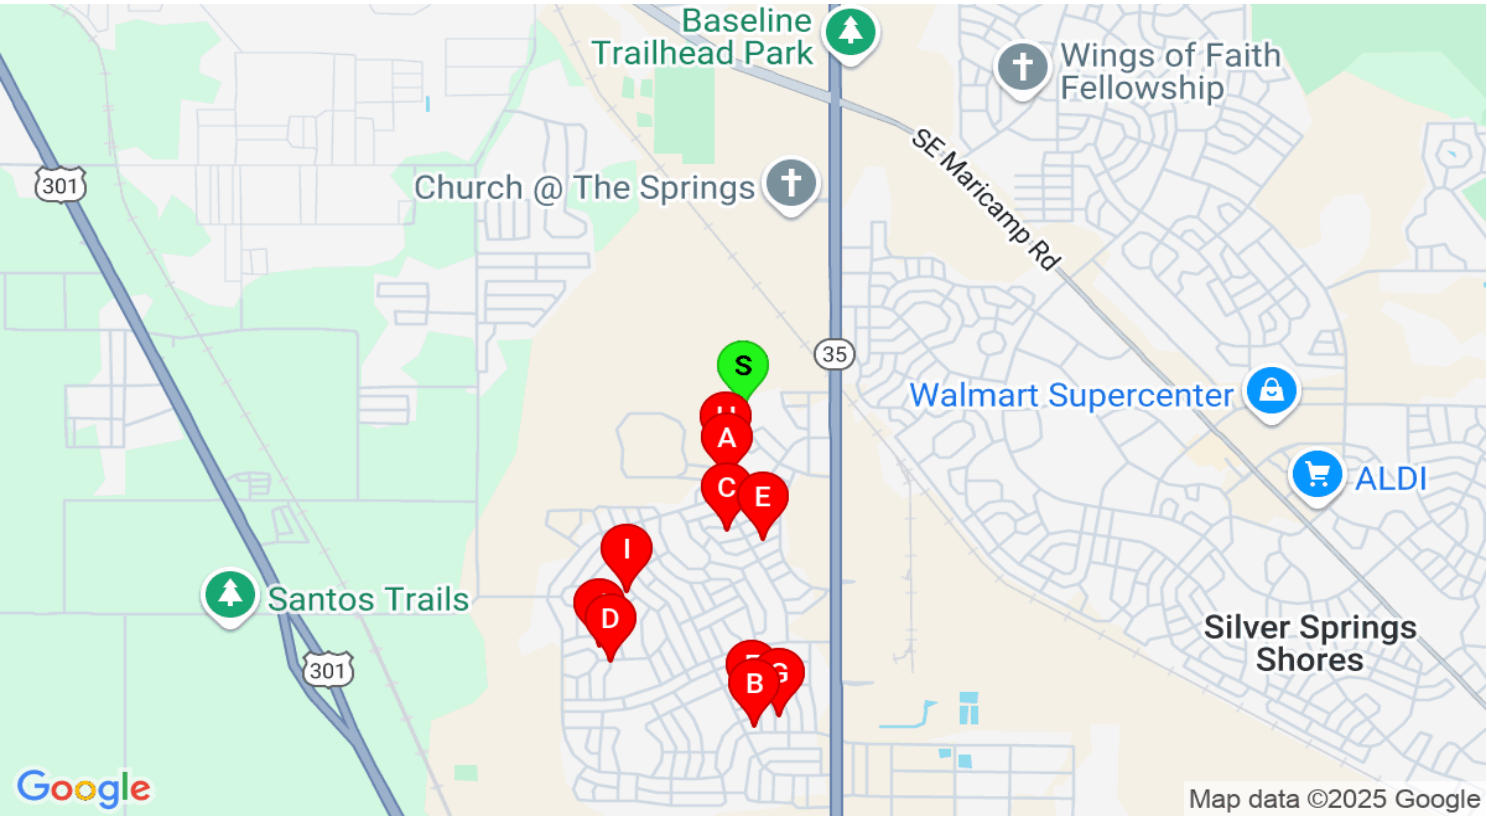 Baseline
Trailhead Park
Wings of Faith
Fellowship
SE Maricamp Rd
301
Church @ The Springs
35
S
Walmart Supercenter
A
C
E
ALDI
I
Santos Trails
D
Silver Springs
Shores
301
G
B
Google
Map data ©2025 Google